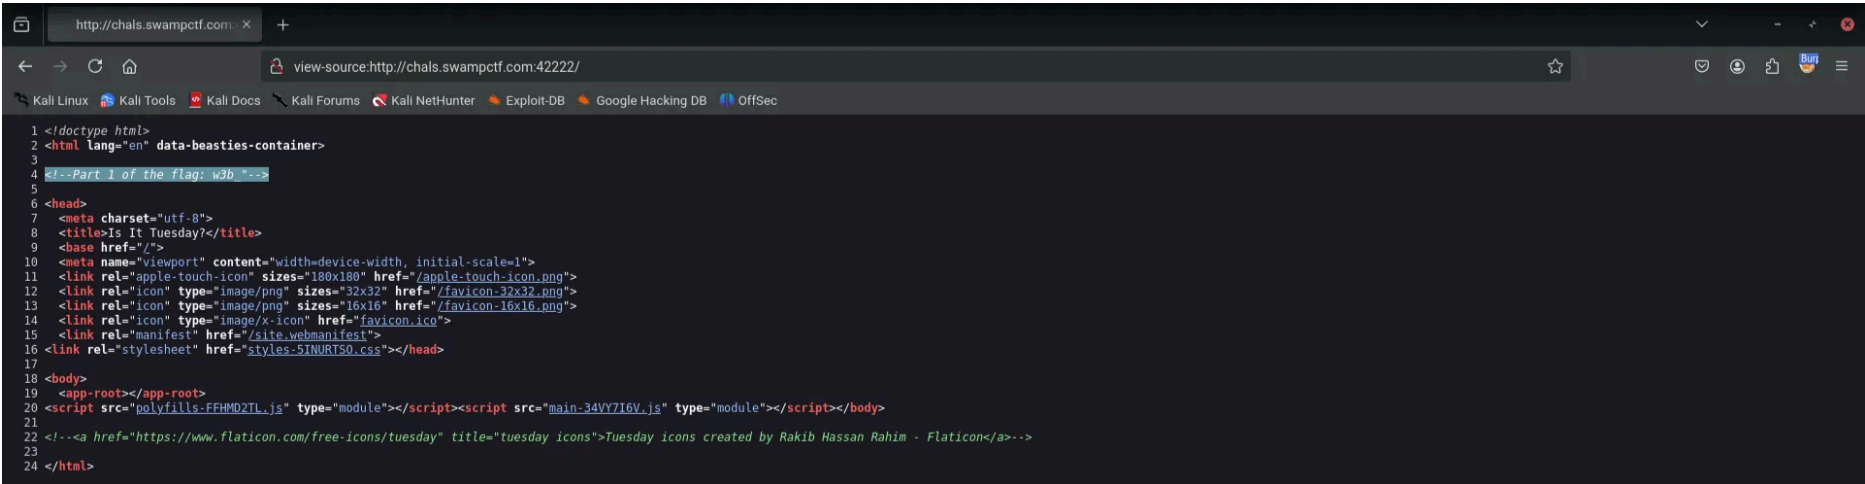 http://chals.swampctf.com:
view-source:http://chals.swampctf.com:42222/
Kali Linux Kali Tools Kali Docs Kali Forums Kali NetHunter Exploit-DB Google Hacking DB OffSec
1 <!doctype html>
2 <html lang="en" data-beasties-container>
3
4 <!--Part 1 of the flag: w3b_"-->
5
6 <head>
7 <meta charset="utf-8">
8 <title>Is It Tuesday?</title>
9 <base href="/">
10 <meta name="viewport" content="width=device-width, initial-scale=1">
11 <link rel="apple-touch-icon" sizes="180x180" href="/apple-touch-icon.png">
12 <link rel="icon" type="image/png" sizes="32x32" href="/favicon-32x32.png">
13 <link rel="icon" type="image/png" sizes="16x16" href="/favicon-16x16.png">
14 <link rel="icon" type="image/x-icon" href="favicon.ico">
15 <link rel="manifest" href="/site.webmanifest">
16 <link rel="stylesheet" href="styles-5INURTSO.css"></head>
17
18 <body>
19 <app-root></app-root>
20 <script src="polyfills-FFHMD2TL.js" type="module"></script><script src="main-34VY7I6V.js" type="module"></script></body>
21
22 <!--<a href="https://www.flaticon.com/free-icons/tuesday" title="tuesday icons">Tuesday icons created by Rakib Hassan Rahim - Flaticon</a>-->
23
24 </html>